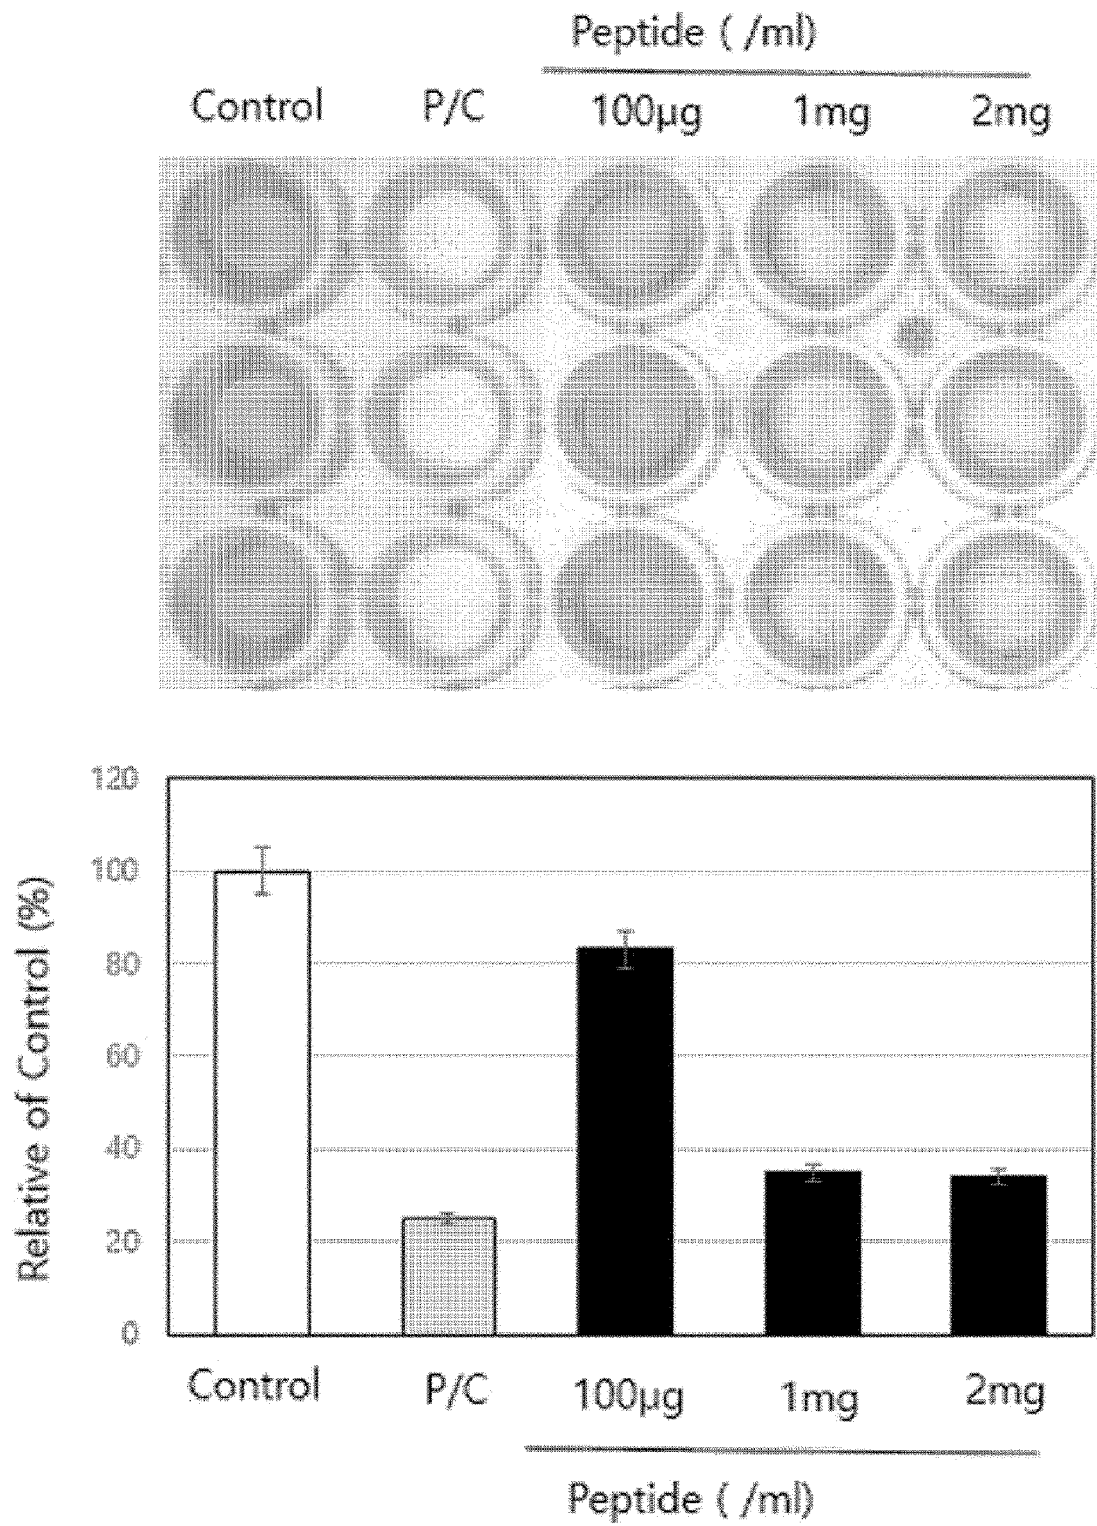 Peptide ( /ml)
Control P/C 100µg 1mg 2mg
120
100
80
60
40
20
0
Relative of Control (%)
Control P/C 100µg 1mg 2mg
Peptide ( /ml)